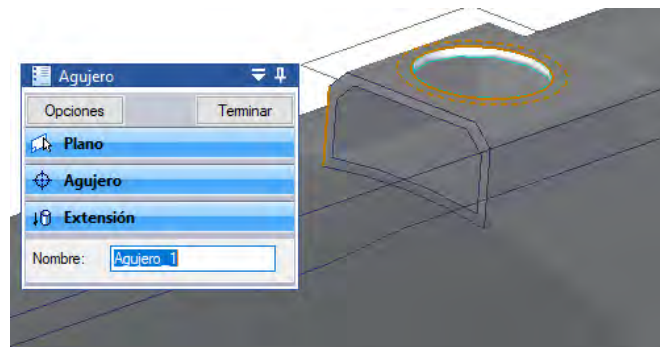 Agujero
Opciones Terminar
Plano
Agujero
Extensión
Nombre: Agujero_1